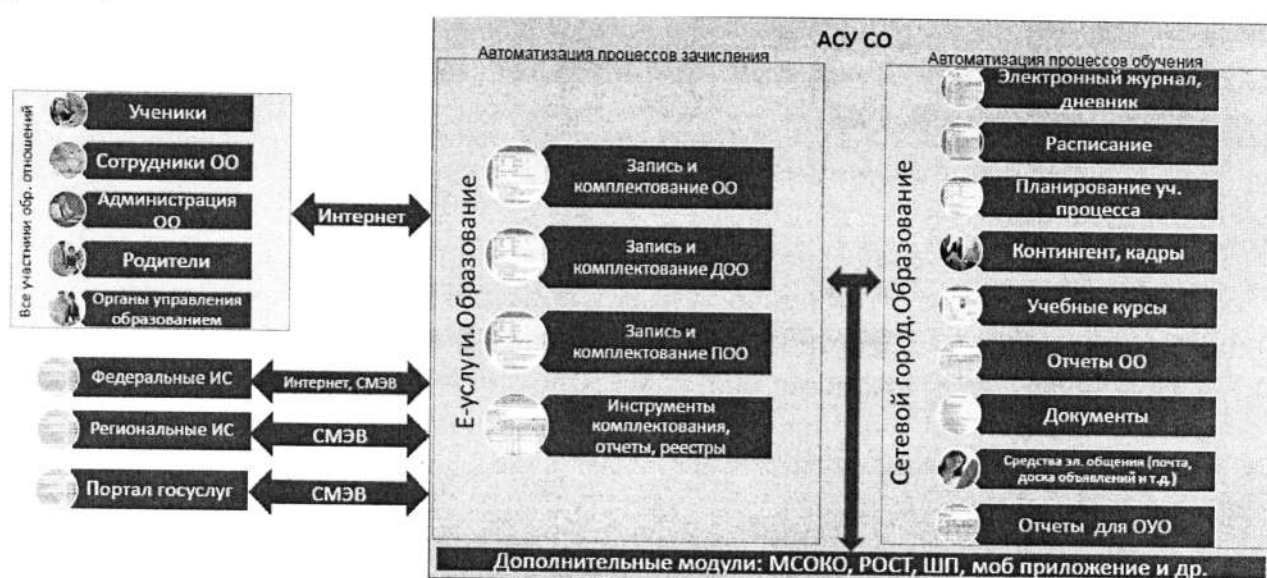 АСУ СО
Автоматизация процессов зачисления
Автоматизация процессов обучения
Все участники обр. отношений
Ученики
Сотрудники ОО
Администрация
ОО
Родители
Органы управления
образованием
Интернет
Федеральные ИС
Интернет, СМЭВ
Региональные ИС
СМЭВ
Портал госуслуг
СМЭВ
Е-услуги.Образование
Запись и
комплектование ОО
Запись и
комплектование ДОО
Запись и
комплектование ПОО
Инструменты
комплектования,
отчеты, реестры
Сетевой город.Образование
Электронный журнал,
дневник
Расписание
Планирование уч.
процесса
Контингент, кадры
Учебные курсы
Отчеты ОО
Документы
Средства эл. общения (почта,
доска объявлений и т.д.)
Отчеты для ОУО
Дополнительные модули: МСОКО, РОСТ, ШП, моб приложение и др.